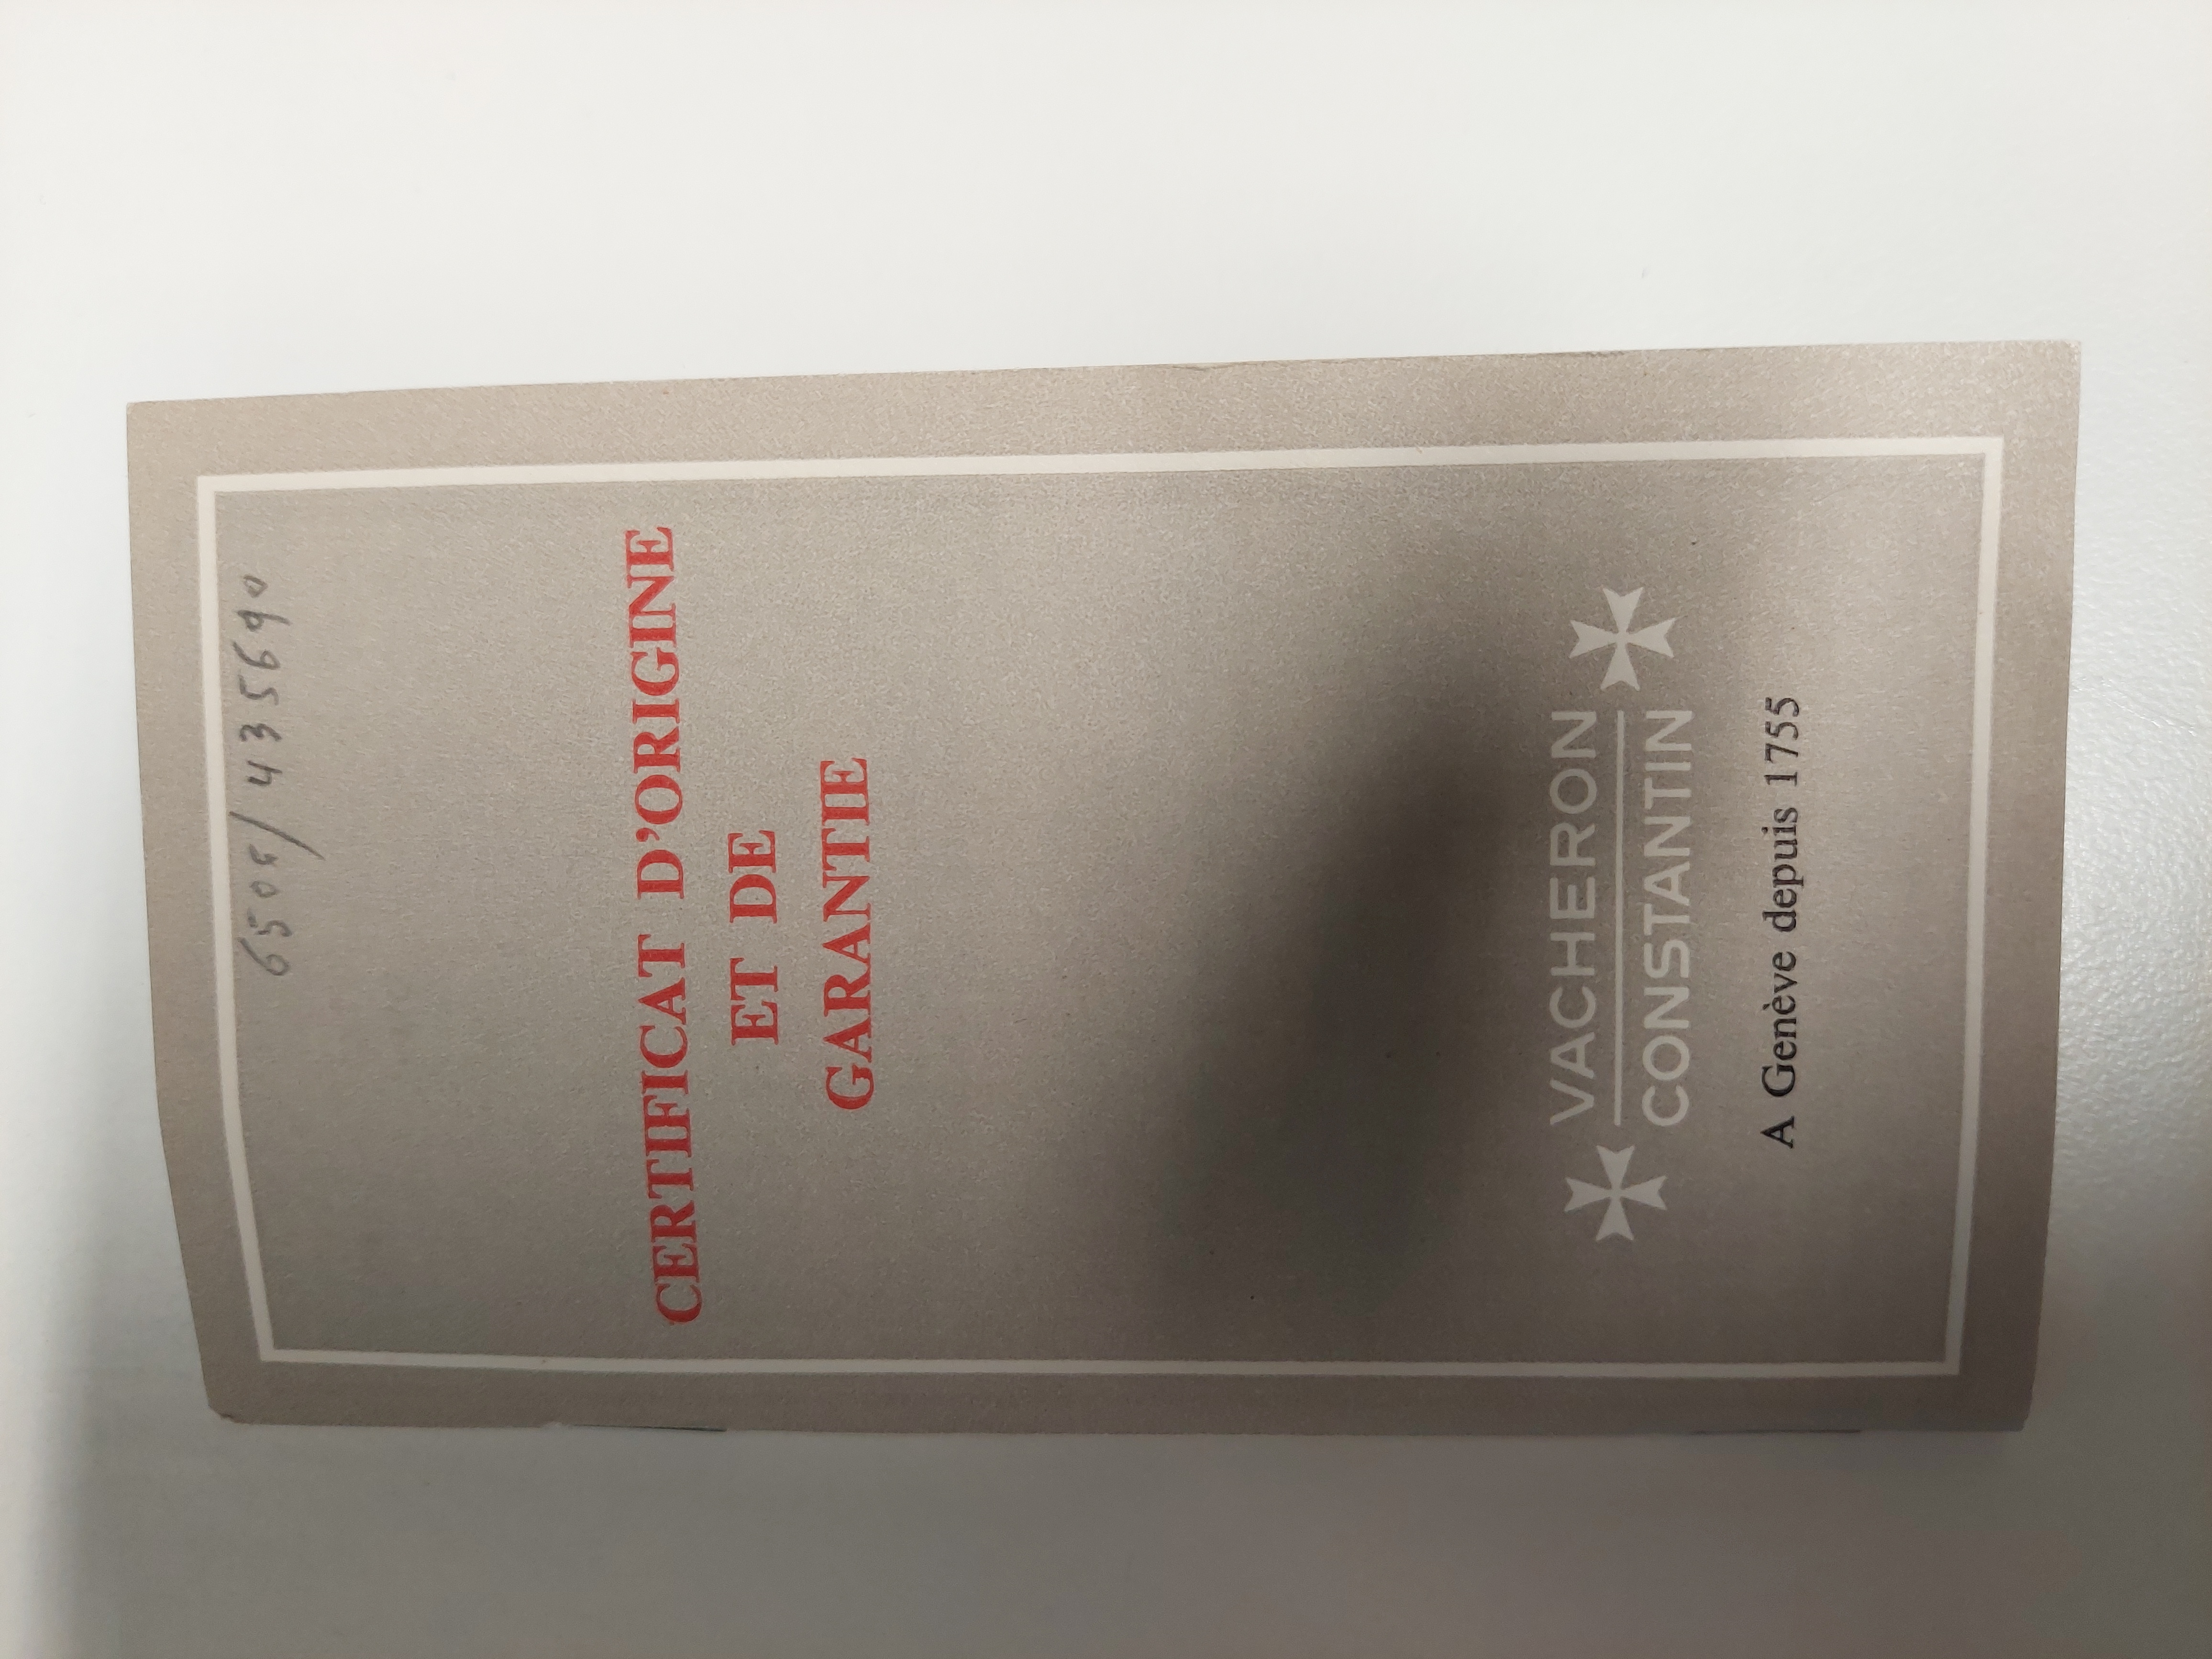 6505/435690
CERTIFICAT D'ORIGINE
ET DE
GARANTIE
VACHERON
CONSTANTIN
A Genève depuis 1755